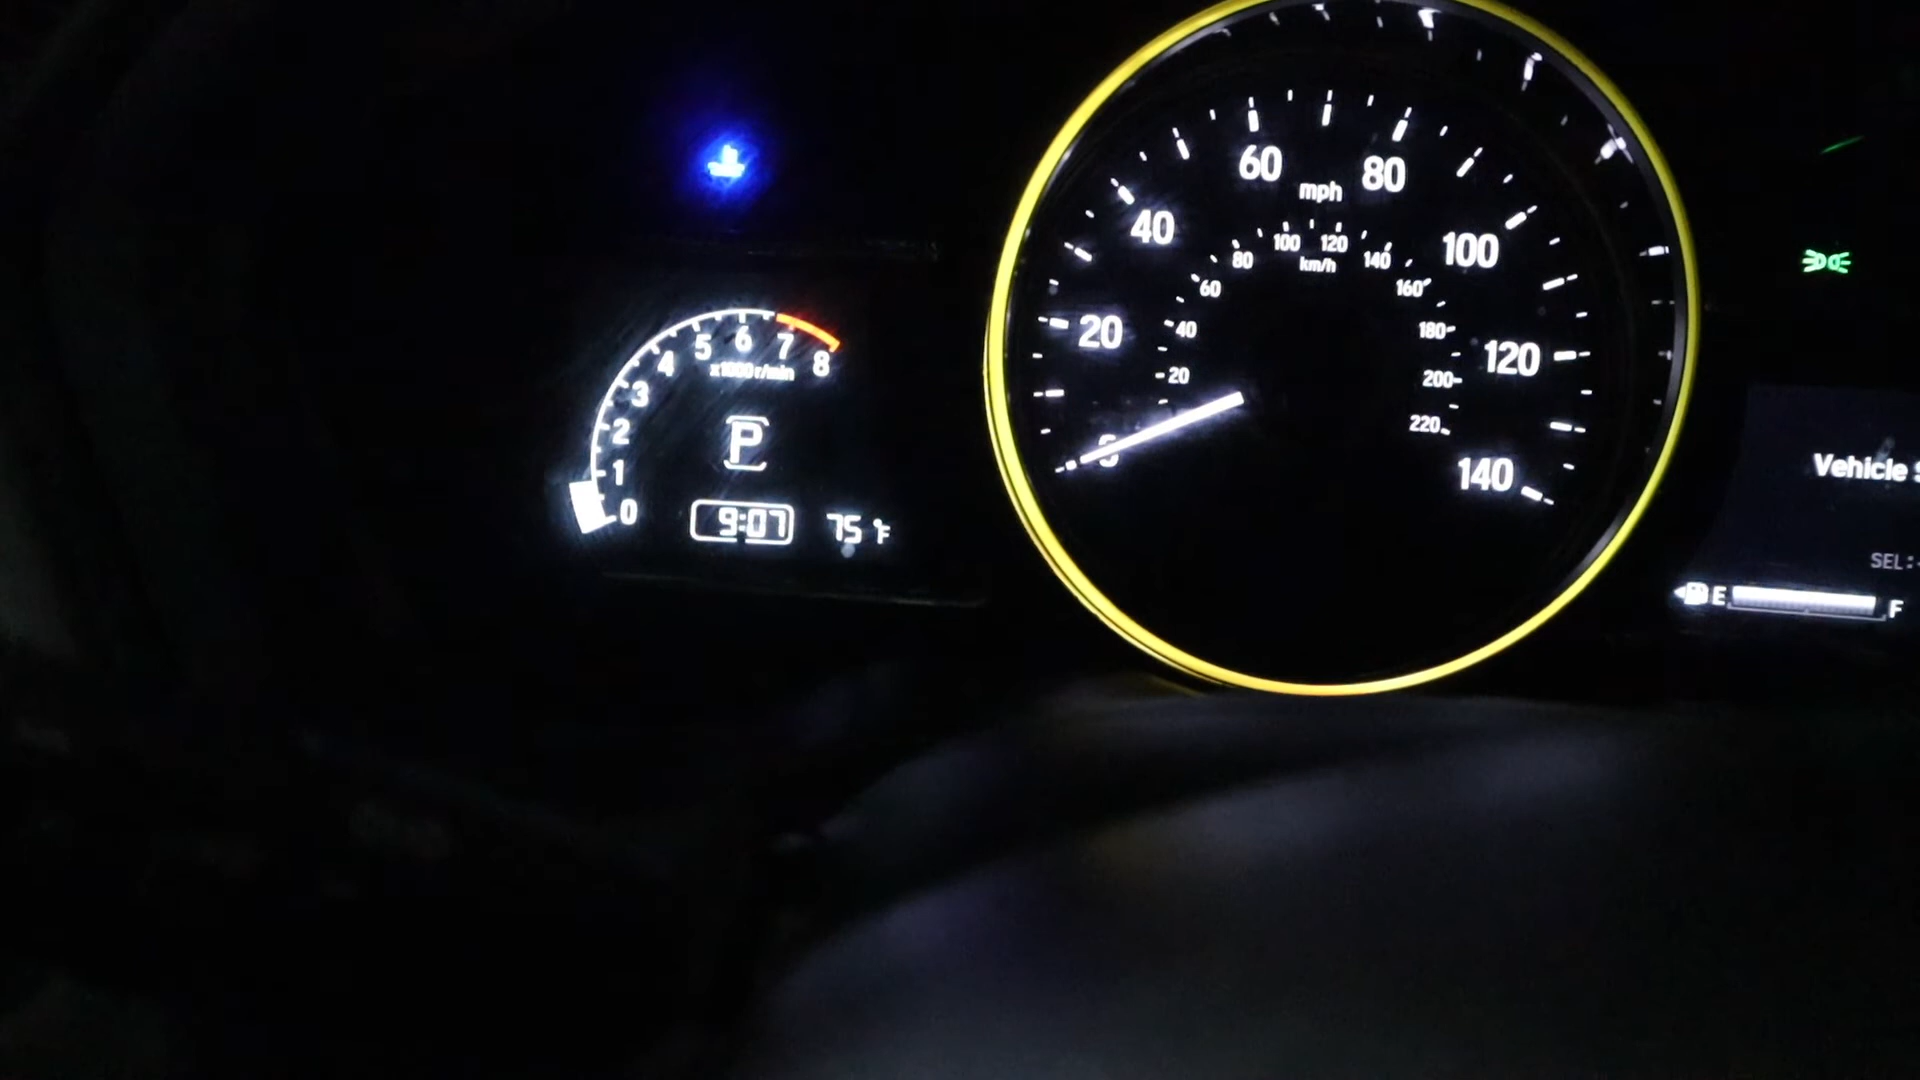 0 1 2 3 4 5 6 7 8
x1000 r/min
P
9:07 75°F
20 40 60 80 100 120 140
mph
20 40 60 80 100 120 140 160 180 200 220
km/h
Vehicle
SEL:
E F